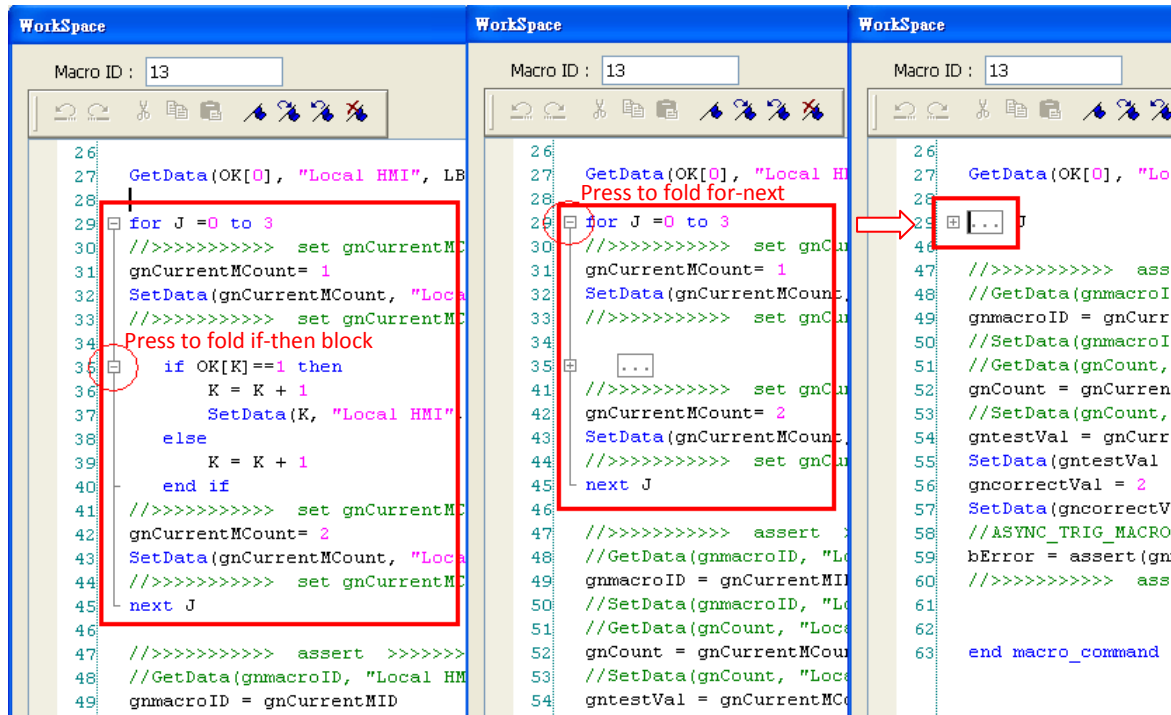 WorkSpace
Macro ID : 13
26
27 GetData(OK[0], "Local HMI", LB
28
29 for J =0 to 3
30 //>>>>>>>>>>> set gnCurrentMC
31 gnCurrentMCount= 1
32 SetData(gnCurrentMCount, "Loca
33 //>>>>>>>>>>> set gnCurrentMC
34
Press to fold if-then block
35 if OK[K]==1 then
36 K = K + 1
37 SetData(K, "Local HMI",
38 else
39 K = K + 1
40 end if
41 //>>>>>>>>>>> set gnCurrentMC
42 gnCurrentMCount= 2
43 SetData(gnCurrentMCount, "Loca
44 //>>>>>>>>>>> set gnCurrentMC
45 next J
46
47 //>>>>>>>>>>> assert >>>>>>>
48 //GetData(gnmacroID, "Local HM
49 gnmacroID = gnCurrentMID
WorkSpace
Macro ID : 13
26
27 GetData(OK[0], "Local HM
Press to fold for-next
28
29 for J =0 to 3
30 //>>>>>>>>>>> set gnCur
31 gnCurrentMCount= 1
32 SetData(gnCurrentMCount,
33 //>>>>>>>>>>> set gnCur
34
35 ...
41 //>>>>>>>>>>> set gnCur
42 gnCurrentMCount= 2
43 SetData(gnCurrentMCount,
44 //>>>>>>>>>>> set gnCur
45 next J
46
47 //>>>>>>>>>>> assert >
48 //GetData(gnmacroID, "Lo
49 gnmacroID = gnCurrentMID
50 //SetData(gnmacroID, "Lo
51 //GetData(gnCount, "Loca
52 gnCount = gnCurrentMCoun
53 //SetData(gnCount, "Loca
54 gntestVal = gnCurrentMCo
WorkSpace
Macro ID : 13
26
27 GetData(OK[0], "Lo
28
29 ... J
46
47 //>>>>>>>>>>> ass
48 //GetData(gnmacroI
49 gnmacroID = gnCurr
50 //SetData(gnmacroI
51 //GetData(gnCount,
52 gnCount = gnCurren
53 //SetData(gnCount,
54 gntestVal = gnCurr
55 SetData(gntestVal
56 gncorrectVal = 2
57 SetData(gncorrectV
58 //ASYNC_TRIG_MACRO
59 bError = assert(gn
60 //>>>>>>>>>>> ass
61
62
63 end macro_command